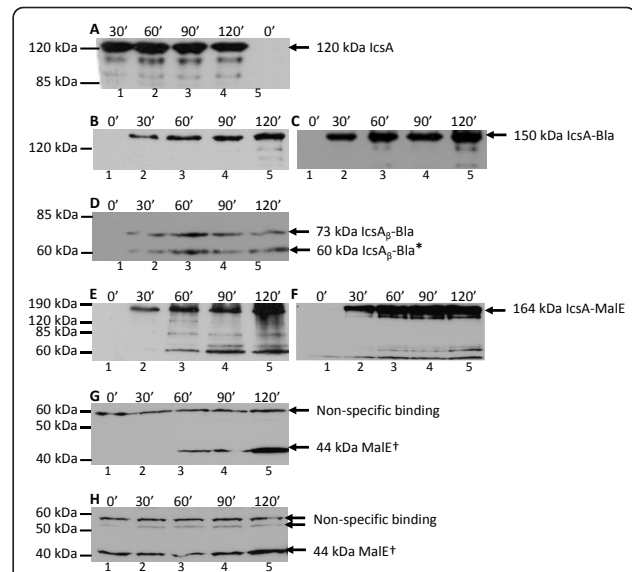 A 30' 60' 90' 120' 0'
120 kDa
120 kDa IcsA
85 kDa
1 2 3 4 5
B 0' 30' 60' 90' 120'
C 0' 30' 60' 90' 120'
120 kDa
150 kDa IcsA-Bla
1 2 3 4 5
1 2 3 4 5
D 0' 30' 60' 90' 120'
85 kDa
73 kDa IcsAβ-Bla
60 kDa
60 kDa IcsAβ-Bla*
1 2 3 4 5
E 0' 30' 60' 90' 120'
F 0' 30' 60' 90' 120'
190 kDa
120 kDa
85 kDa
60 kDa
164 kDa IcsA-MalE
1 2 3 4 5
1 2 3 4 5
G 0' 30' 60' 90' 120'
60 kDa
Non-specific binding
50 kDa
44 kDa MalE†
40 kDa
1 2 3 4 5
H 0' 30' 60' 90' 120'
60 kDa
Non-specific binding
50 kDa
40 kDa
44 kDa MalE†
1 2 3 4 5